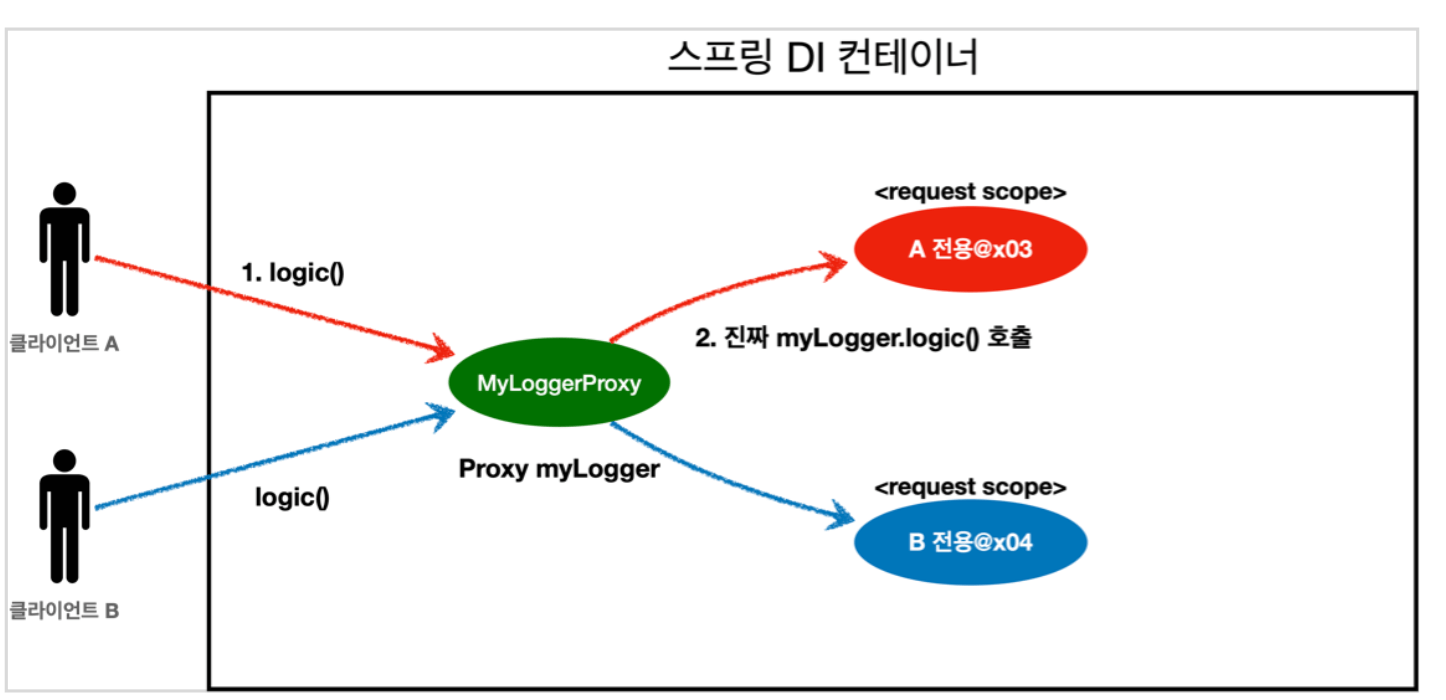 스프링 DI 컨테이너
<request scope>
A 전용@x03
1. logic()
클라이언트 A
2. 진짜 myLogger.logic() 호출
MyLoggerProxy
Proxy myLogger
logic()
<request scope>
B 전용@x04
클라이언트 B